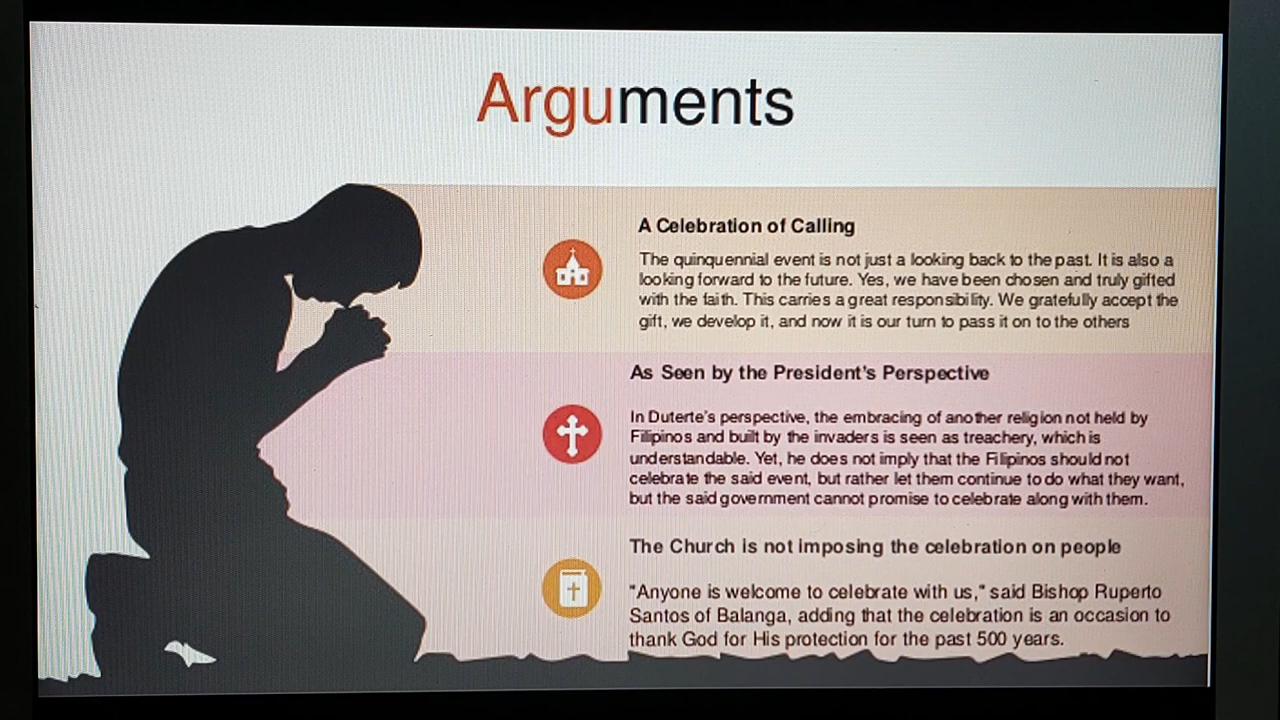 Arguments
A Celebration of Calling
The quinquennial event is not just a looking back to the past. It is also a
looking forward to the future. Yes, we have been chosen and truly gifted
with the faith. This carries a great responsibility. We gratefully accept the
gift, we develop it, and now it is our turn to pass it on to the others
As Seen by the President's Perspective
In Duterte's perspective, the embracing of another religion not held by
Filipinos and built by the invaders is seen as treachery, which is
understandable. Yet, he does not imply that the Filipinos should not
celebrate the said event, but rather let them continue to do what they want,
but the said government cannot promise to celebrate along with them.
The Church is not imposing the celebration on people
"Anyone is welcome to celebrate with us," said Bishop Ruperto
Santos of Balanga, adding that the celebration is an occasion to
thank God for His protection for the past 500 years.